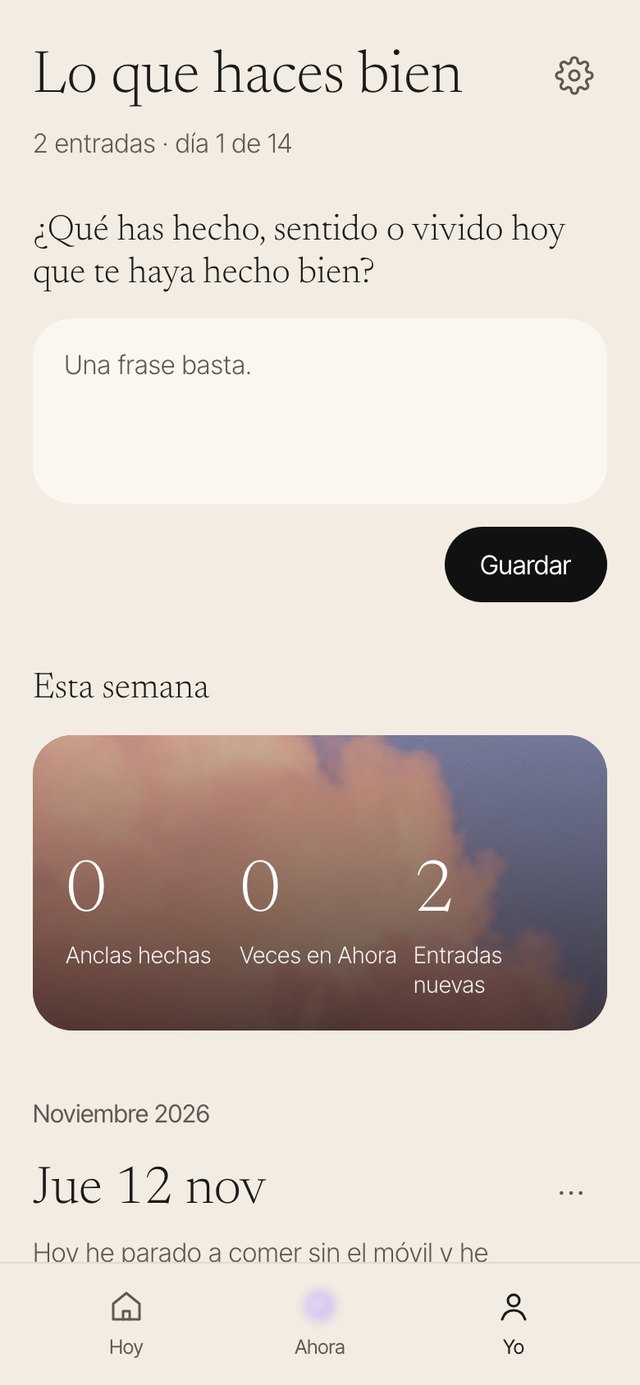 Lo que haces bien
2 entradas · día 1 de 14
¿Qué has hecho, sentido o vivido hoy
que te haya hecho bien?
Una frase basta.
Guardar
Esta semana
0 0 2
Anclas hechas Veces en Ahora Entradas
nuevas
Noviembre 2026
Jue 12 nov
Hoy he parado a comer sin el móvil y he
Hoy Ahora Yo